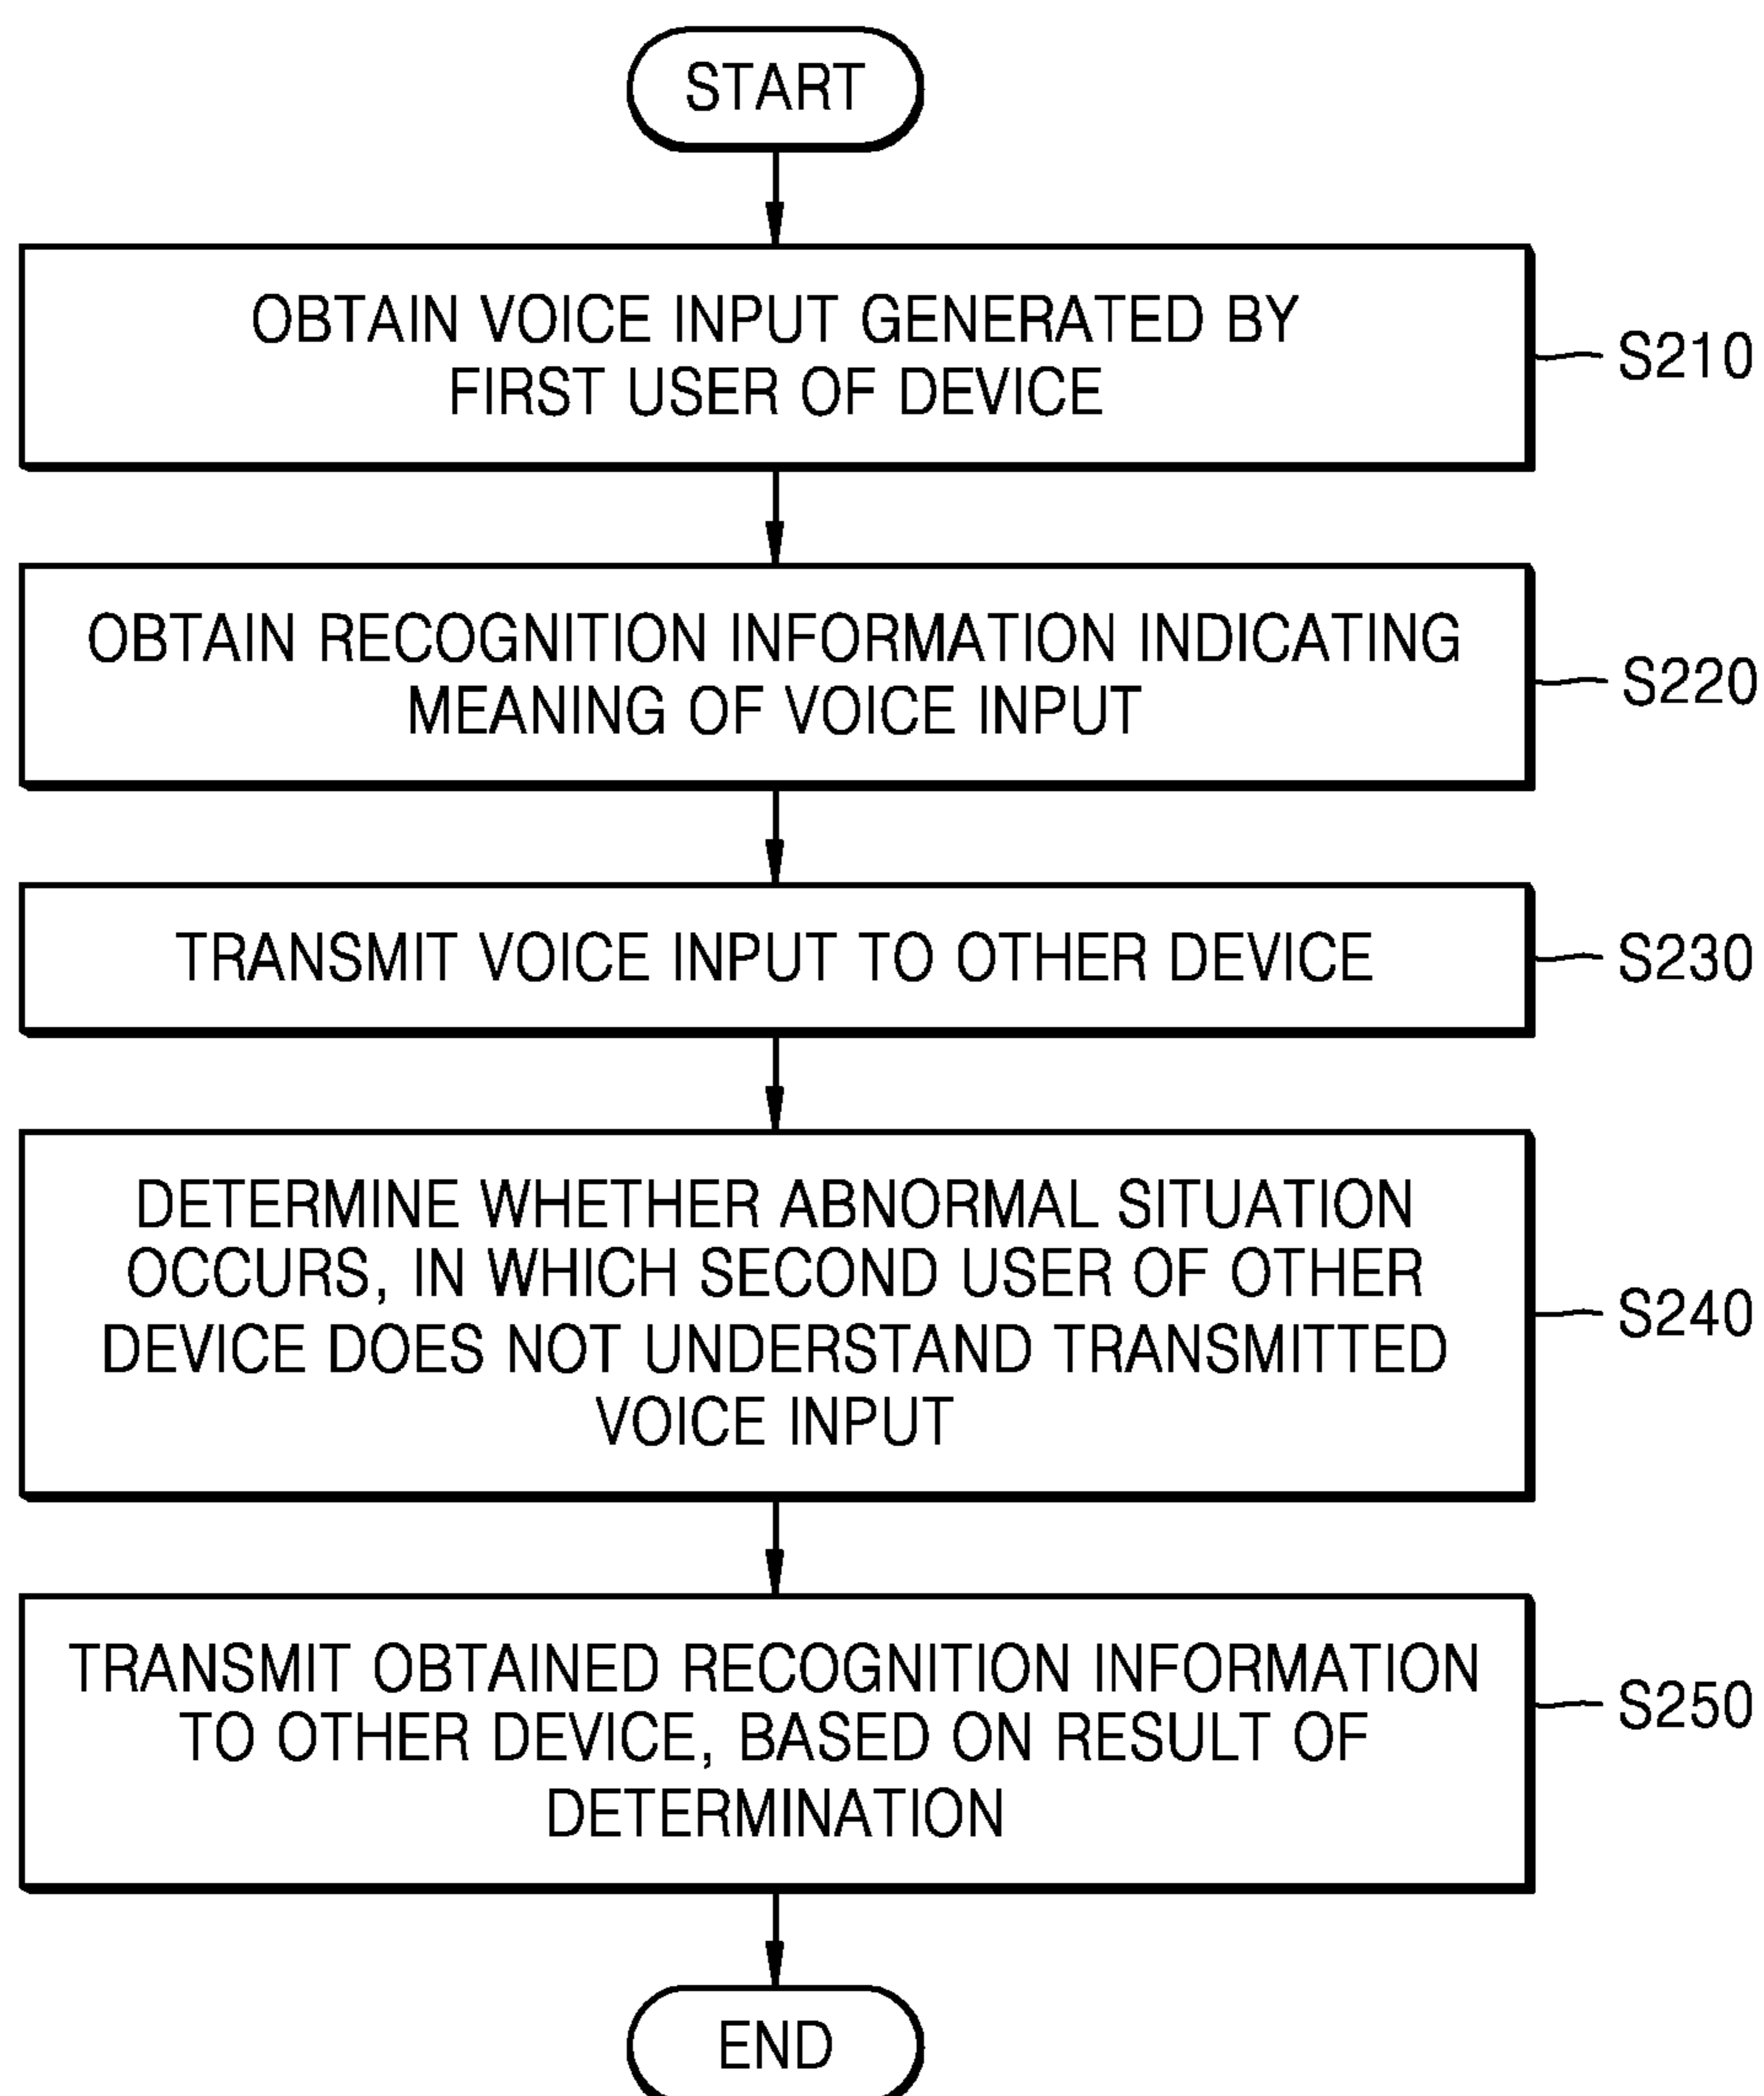 START
OBTAIN VOICE INPUT GENERATED BY
FIRST USER OF DEVICE
S210
OBTAIN RECOGNITION INFORMATION INDICATING
MEANING OF VOICE INPUT
S220
TRANSMIT VOICE INPUT TO OTHER DEVICE
S230
DETERMINE WHETHER ABNORMAL SITUATION
OCCURS, IN WHICH SECOND USER OF OTHER
DEVICE DOES NOT UNDERSTAND TRANSMITTED
VOICE INPUT
S240
TRANSMIT OBTAINED RECOGNITION INFORMATION
TO OTHER DEVICE, BASED ON RESULT OF
DETERMINATION
S250
END